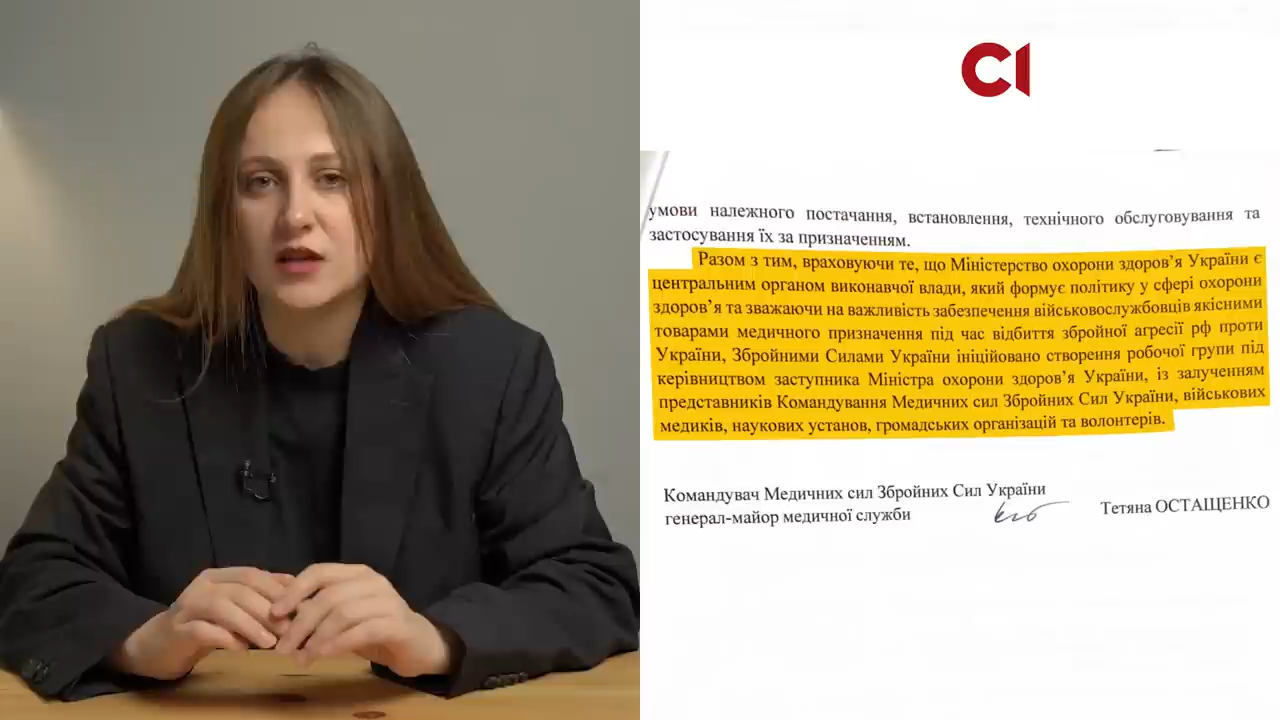 СІ
умови належного постачання, встановлення, технічного обслуговування та
застосування їх за призначенням.
Разом з тим, враховуючи те, що Міністерство охорони здоров'я України є
центральним органом виконавчої влади, який формує політику у сфері охорони
здоров'я та зважаючи на важливість забезпечення військовослужбовців якісними
товарами медичного призначення під час відбиття збройної агресії рф проти
України, Збройними Силами України ініційовано створення робочої групи під
керівництвом заступника Міністра охорони здоров'я України, із залученням
представників Командування Медичних сил Збройних Сил України, військових
медиків, наукових установ, громадських організацій та волонтерів.
Командувач Медичних сил Збройних Сил України
генерал-майор медичної служби
Тетяна ОСТАЩЕНКО